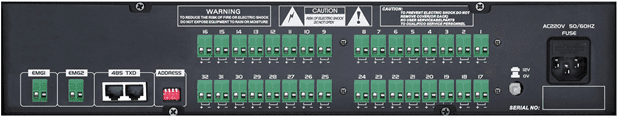 WARNING
TO REDUCE THE RISK OF FIRE OR ELECTRIC SHOCK
DO NOT EXPOSE EQUIPMENT TO RAIN OR MOISTURE
CAUTION
RISK OF ELECTRIC SHOCK
DO NOT OPEN
CAUTION:
TO PREVENT ELECTRIC SHOCK DO NOT
REMOVE COVER(OR BACK)
NO USER SERVICEABLE PARTS
TO QUALIFIED SERVICE PERSONNEL
AC220V 50/60HZ
FUSE
16 15 14 13 12 11 10 9
8 7 6 5 4 3 2 1
EMG1
EMG2
485 TXD
ADDRESS
32 31 30 29 28 27 26 25
24 23 22 21 20 19 18 17
12V
0V
SERIAL NO: